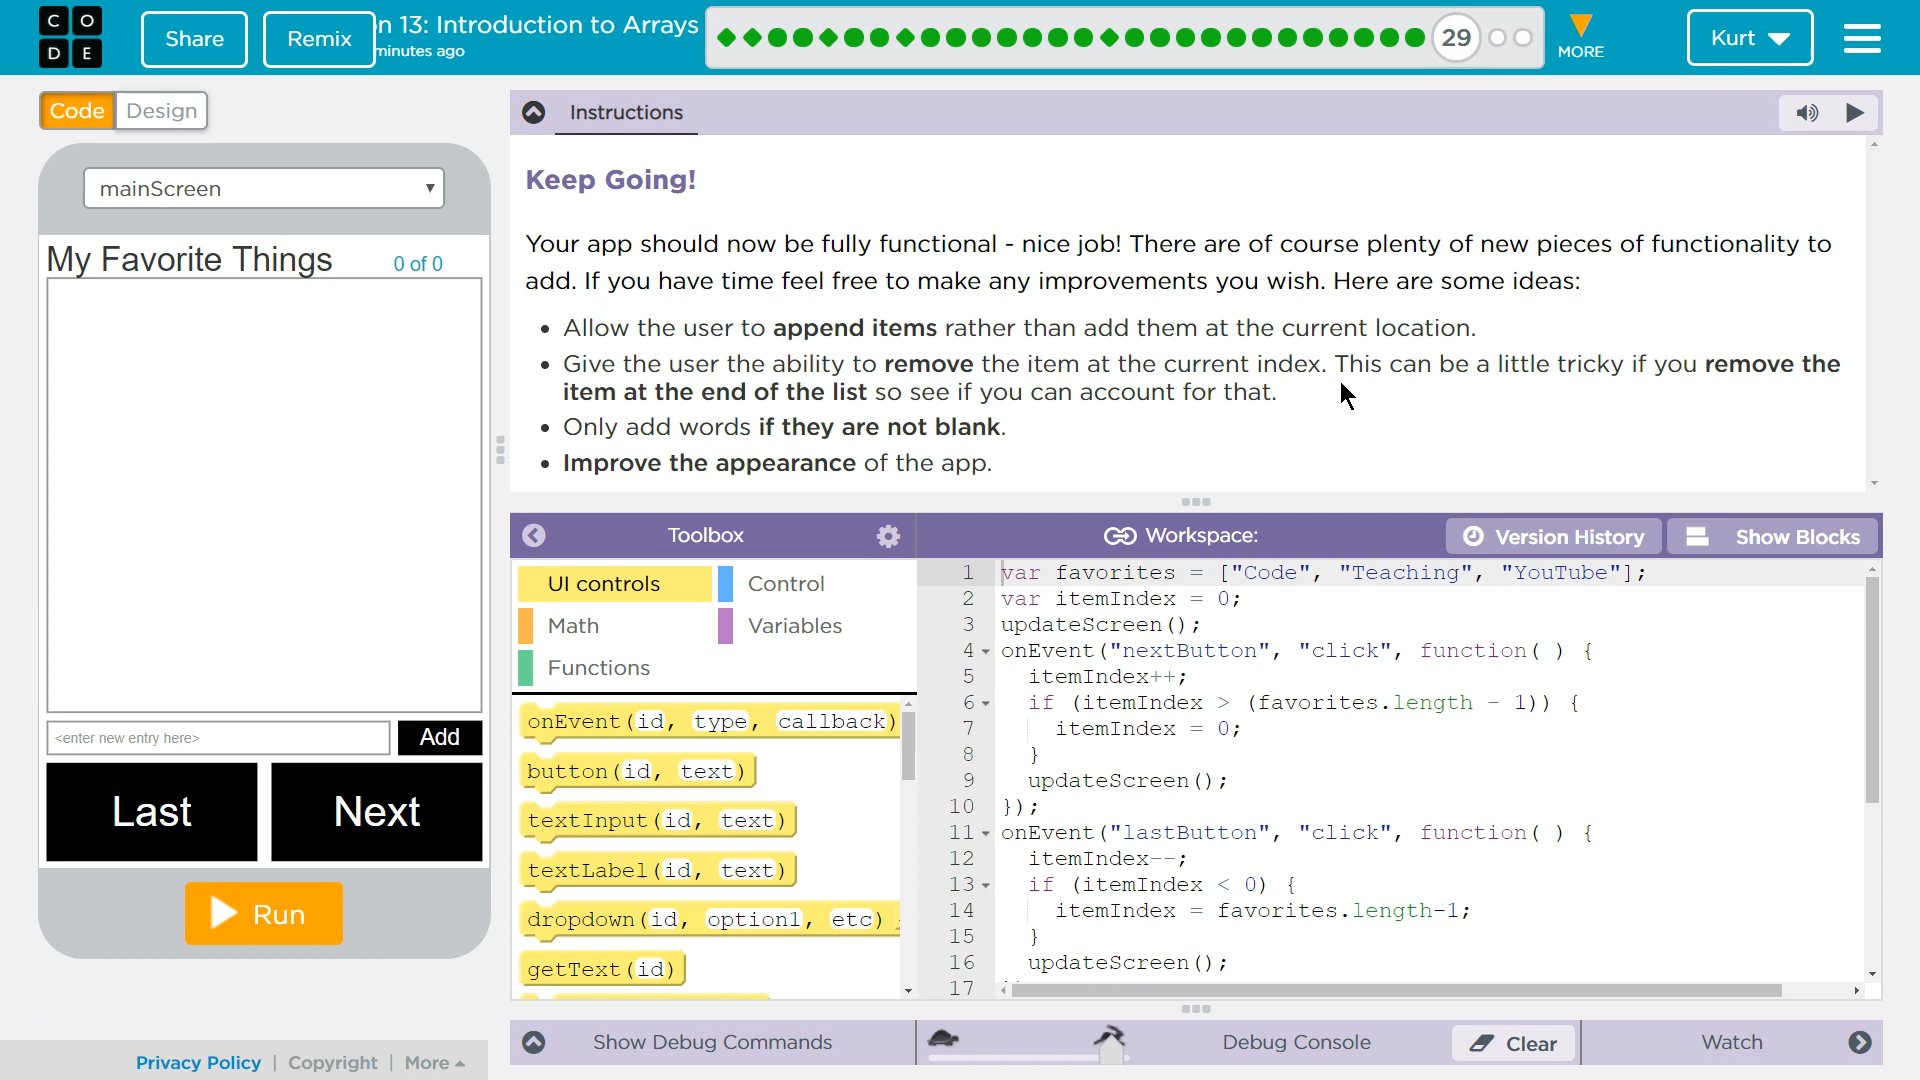 CODE
Share
Remix
n 13: Introduction to Arrays
minutes ago
29
MORE
Kurt
Code
Design
mainScreen
My Favorite Things
0 of 0
<enter new entry here>
Add
Last
Next
Run
Privacy Policy | Copyright | More
Instructions
Keep Going!
Your app should now be fully functional - nice job! There are of course plenty of new pieces of functionality to
add. If you have time feel free to make any improvements you wish. Here are some ideas:
• Allow the user to append items rather than add them at the current location.
• Give the user the ability to remove the item at the current index. This can be a little tricky if you remove the
item at the end of the list so see if you can account for that.
• Only add words if they are not blank.
• Improve the appearance of the app.
Toolbox
Workspace:
Version History
Show Blocks
UI controls
Control
Math
Variables
Functions
onEvent(id, type, callback)
button(id, text)
textInput(id, text)
textLabel(id, text)
dropdown(id, option1, etc)
getText(id)
1 var favorites = ["Code", "Teaching", "YouTube"];
2 var itemIndex = 0;
3 updateScreen();
4 onEvent("nextButton", "click", function( ) {
5 itemIndex++;
6 if (itemIndex > (favorites.length - 1)) {
7 itemIndex = 0;
8 }
9 updateScreen();
10 });
11 onEvent("lastButton", "click", function( ) {
12 itemIndex--;
13 if (itemIndex < 0) {
14 itemIndex = favorites.length-1;
15 }
16 updateScreen();
17
Show Debug Commands
Debug Console
Clear
Watch